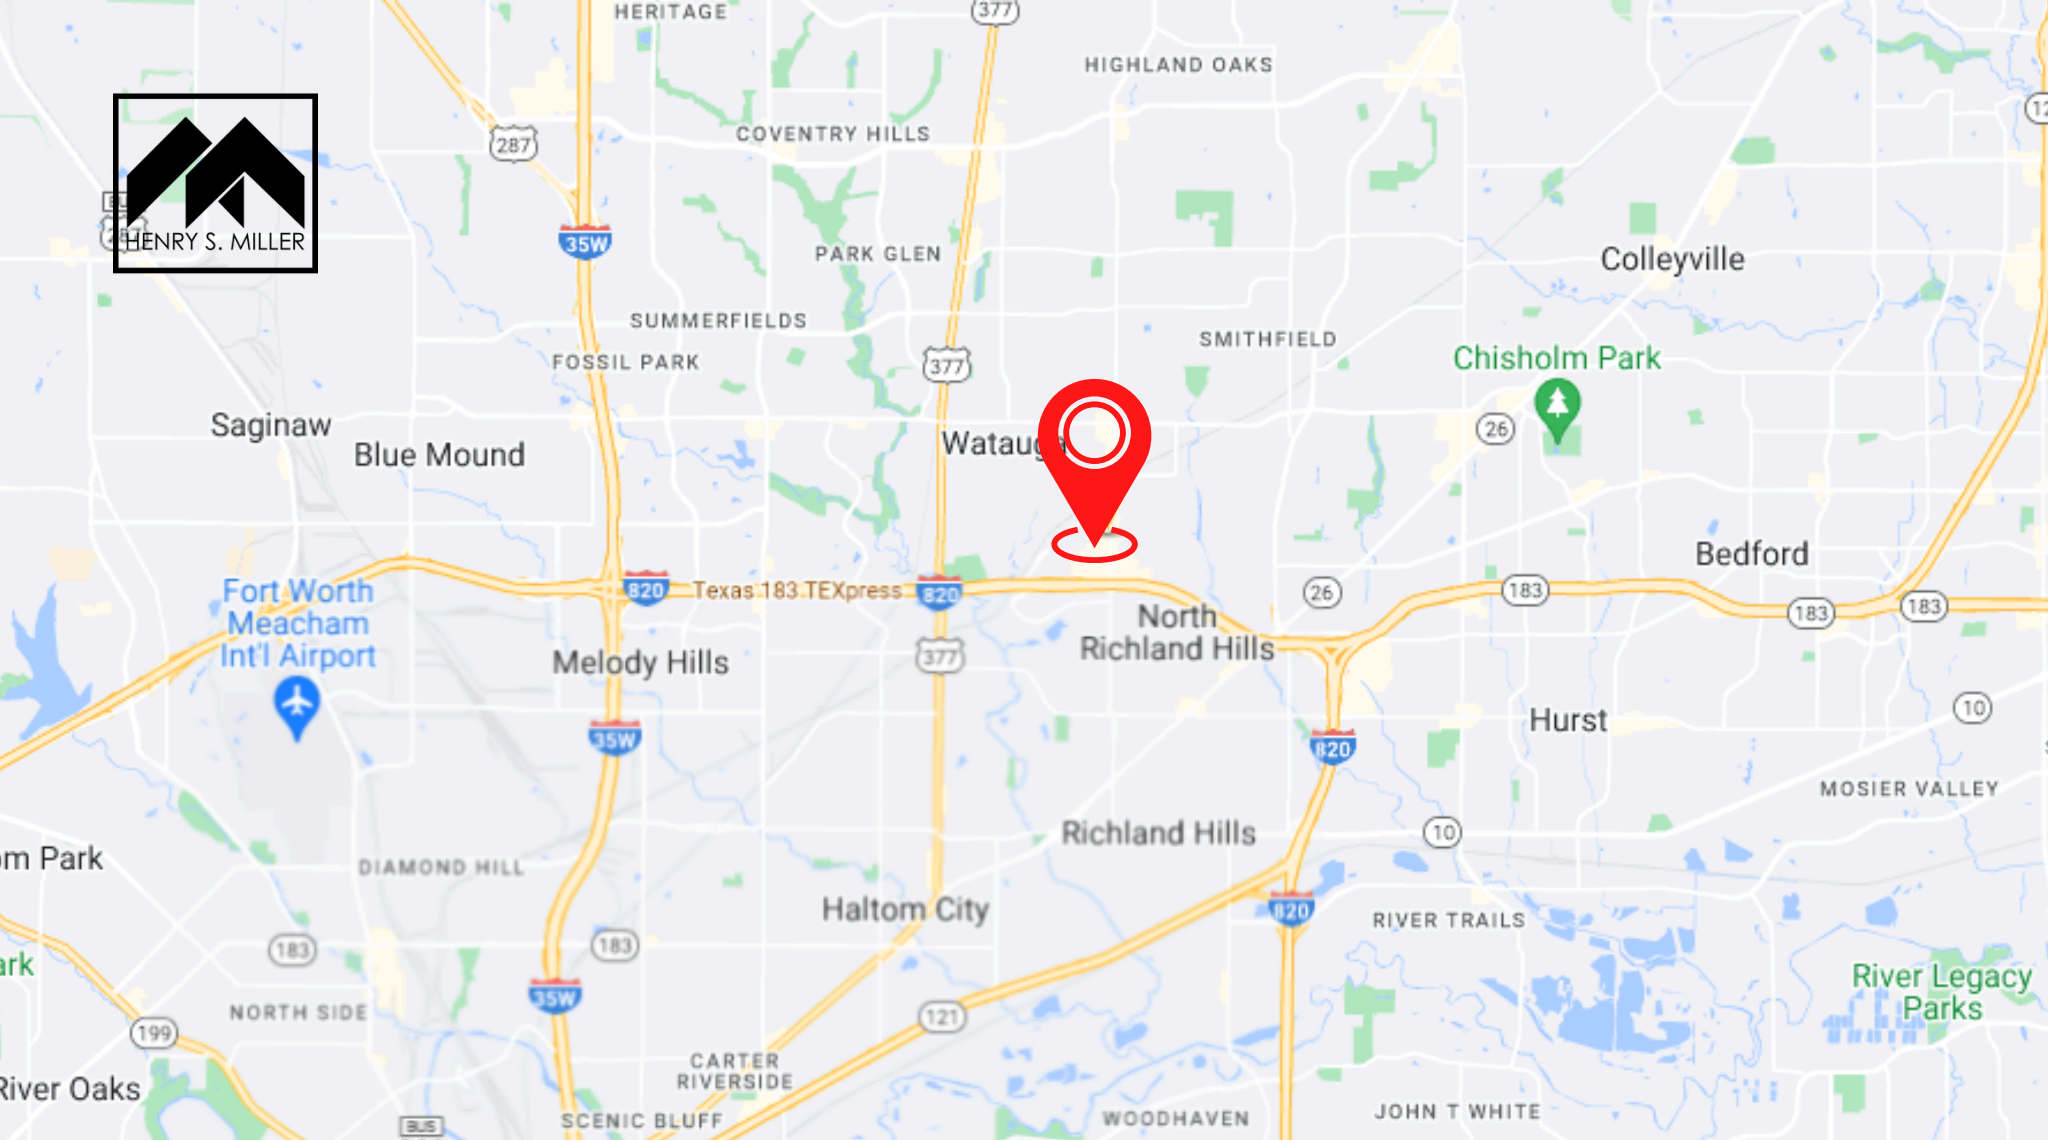 HERITAGE
377
HIGHLAND OAKS
287
COVENTRY HILLS
HENRY S. MILLER
35W
PARK GLEN
Colleyville
SUMMERFIELDS
SMITHFIELD
FOSSIL PARK
377
Chisholm Park
Saginaw
Blue Mound
Watauga
26
Bedford
Fort Worth
Meacham
Int'l Airport
820
Texas 183 TEXpress
820
26
183
183
183
North
Richland Hills
Melody Hills
377
35W
820
Hurst
10
MOSIER VALLEY
Richland Hills
10
om Park
DIAMOND HILL
Haltom City
820
RIVER TRAILS
183
183
ark
35W
River Legacy
Parks
NORTH SIDE
199
121
CARTER
RIVERSIDE
River Oaks
SCENIC BLUFF
BUS
WOODHAVEN
JOHN T WHITE